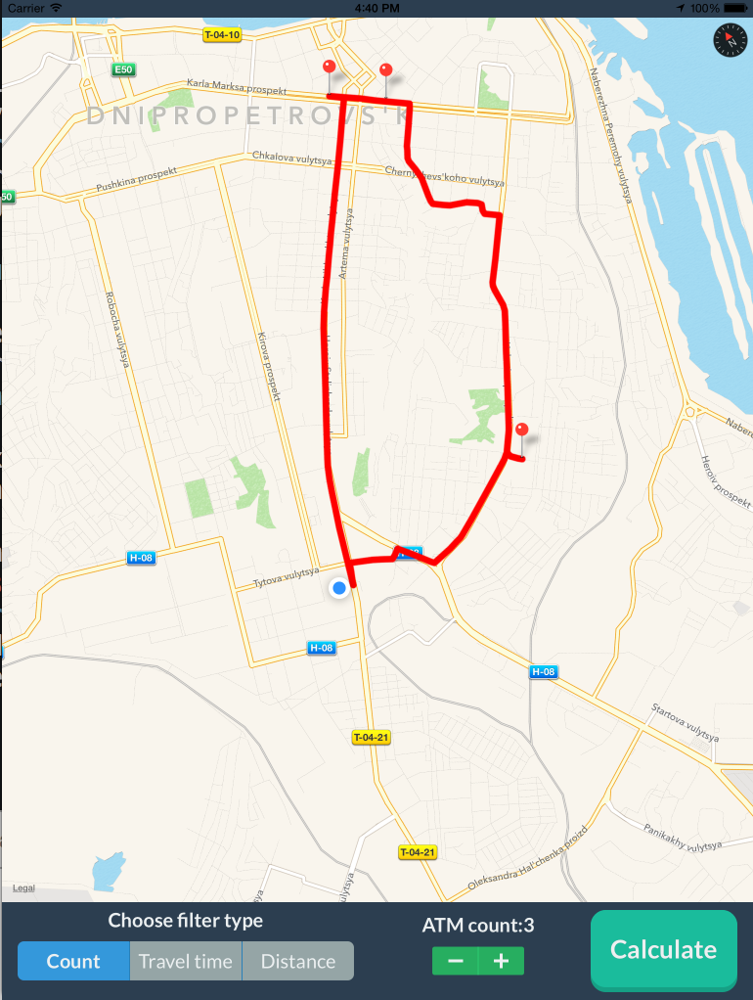 Carrier 4:40 PM 100%
T-04-10
E50
Karla Marksa prospekt
DNIPROPETROVS'K
Naberezhna Peremohy vulytsya
Chkalova vulytsya
Chernyshevs'koho vulytsya
Pushkina prospekt
50
Artema vulytsya
Robocha vulytsya
Kirova prospekt
Naber
Heroiv prospekt
H-08
Tytova vulytsya
H-08
H-08
Startova vulytsya
T-04-21
Panikakhy vulytsya
T-04-21
Oleksandra Hal'chenka proizd
Legal
sya
ulytsya
Choose filter type
ATM count:3
Calculate
Count Travel time Distance
− +